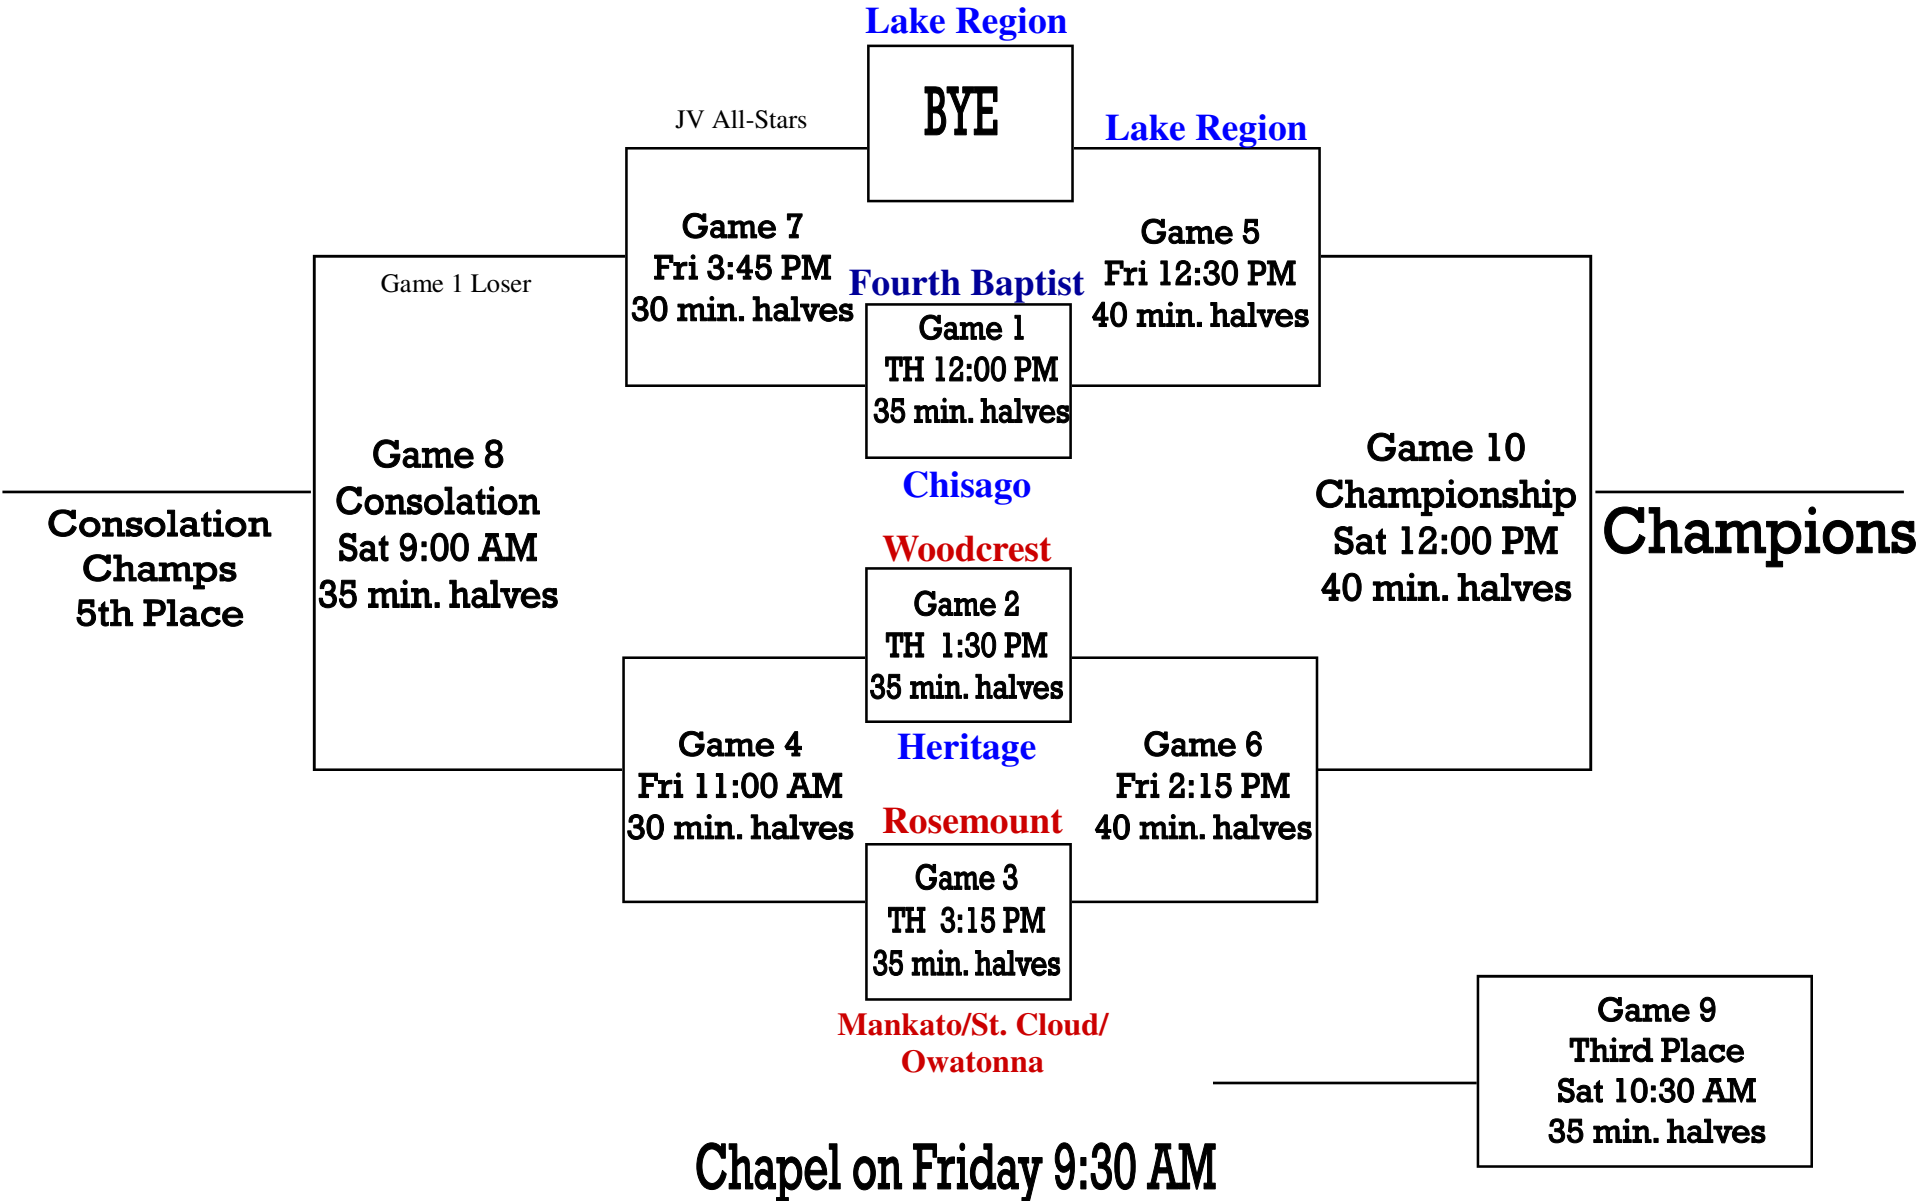 Lake Region
BYE
JV All-Stars
Lake Region
Game 7
Fri 3:45 PM
30 min. halves
Game 5
Fri 12:30 PM
40 min. halves
Game 1 Loser
Fourth Baptist
Game 1
TH 12:00 PM
35 min. halves
Chisago
Game 8
Consolation
Sat 9:00 AM
35 min. halves
Consolation
Champs
5th Place
Game 10
Championship
Sat 12:00 PM
40 min. halves
Champions
Woodcrest
Game 2
TH 1:30 PM
35 min. halves
Heritage
Game 4
Fri 11:00 AM
30 min. halves
Game 6
Fri 2:15 PM
40 min. halves
Rosemount
Game 3
TH 3:15 PM
35 min. halves
Mankato/St. Cloud/
Owatonna
Game 9
Third Place
Sat 10:30 AM
35 min. halves
Chapel on Friday 9:30 AM